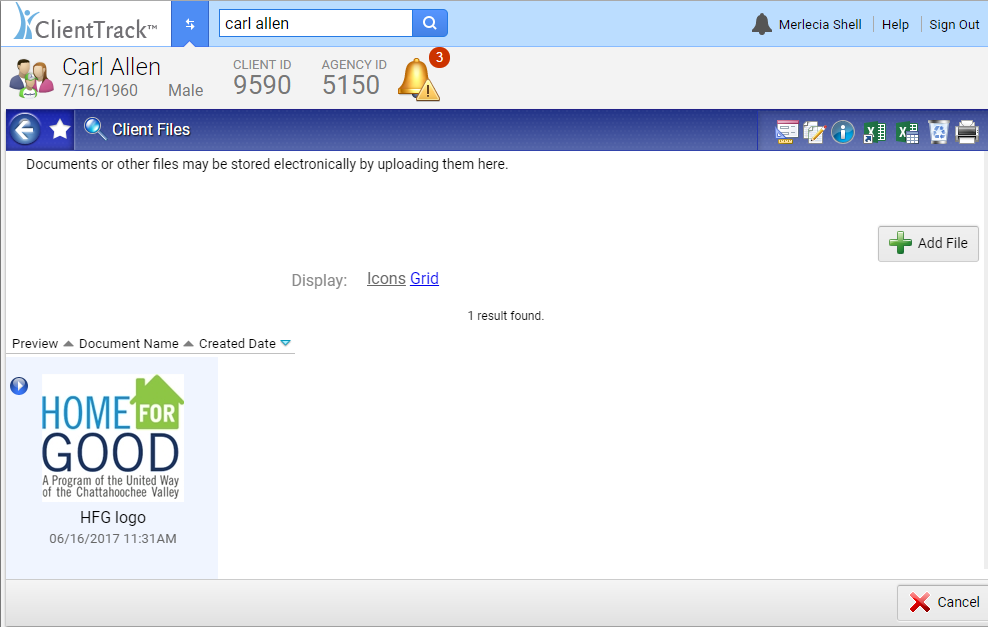 ClientTrack™
carl allen
Merlecia Shell
Help
Sign Out
Carl Allen
7/16/1960
Male
CLIENT ID
9590
AGENCY ID
5150
3
Client Files
Documents or other files may be stored electronically by uploading them here.
Add File
Display:
Icons Grid
1 result found.
Preview
Document Name
Created Date
HOME FOR
GOOD
A Program of the United Way
of the Chattahoochee Valley
HFG logo
06/16/2017 11:31AM
Cancel